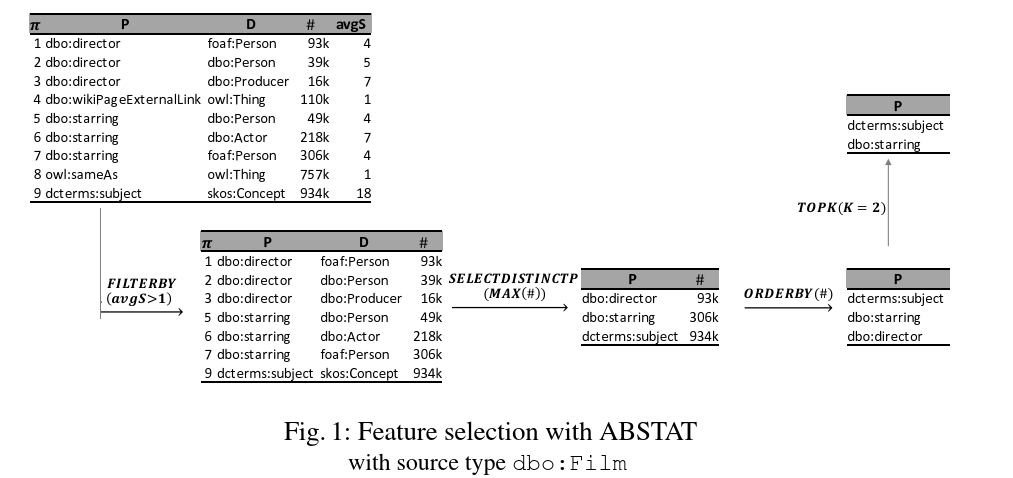 π P D # avgS
1 dbo:director foaf:Person 93k 4
2 dbo:director dbo:Person 39k 5
3 dbo:director dbo:Producer 16k 7
4 dbo:wikiPageExternalLink owl:Thing 110k 1
5 dbo:starring dbo:Person 49k 4
6 dbo:starring dbo:Actor 218k 7
7 dbo:starring foaf:Person 306k 4
8 owl:sameAs owl:Thing 757k 1
9 dcterms:subject skos:Concept 934k 18
FILTERBY
(avgS>1)
π P D #
1 dbo:director foaf:Person 93k
2 dbo:director dbo:Person 39k
3 dbo:director dbo:Producer 16k
5 dbo:starring dbo:Person 49k
6 dbo:starring dbo:Actor 218k
7 dbo:starring foaf:Person 306k
9 dcterms:subject skos:Concept 934k
SELECTDISTINCTP
(MAX(#))
P #
dbo:director 93k
dbo:starring 306k
dcterms:subject 934k
ORDERBY(#)
P
dcterms:subject
dbo:starring
dbo:director
TOPK(K = 2)
P
dcterms:subject
dbo:starring
Fig. 1: Feature selection with ABSTAT
with source type dbo:Film